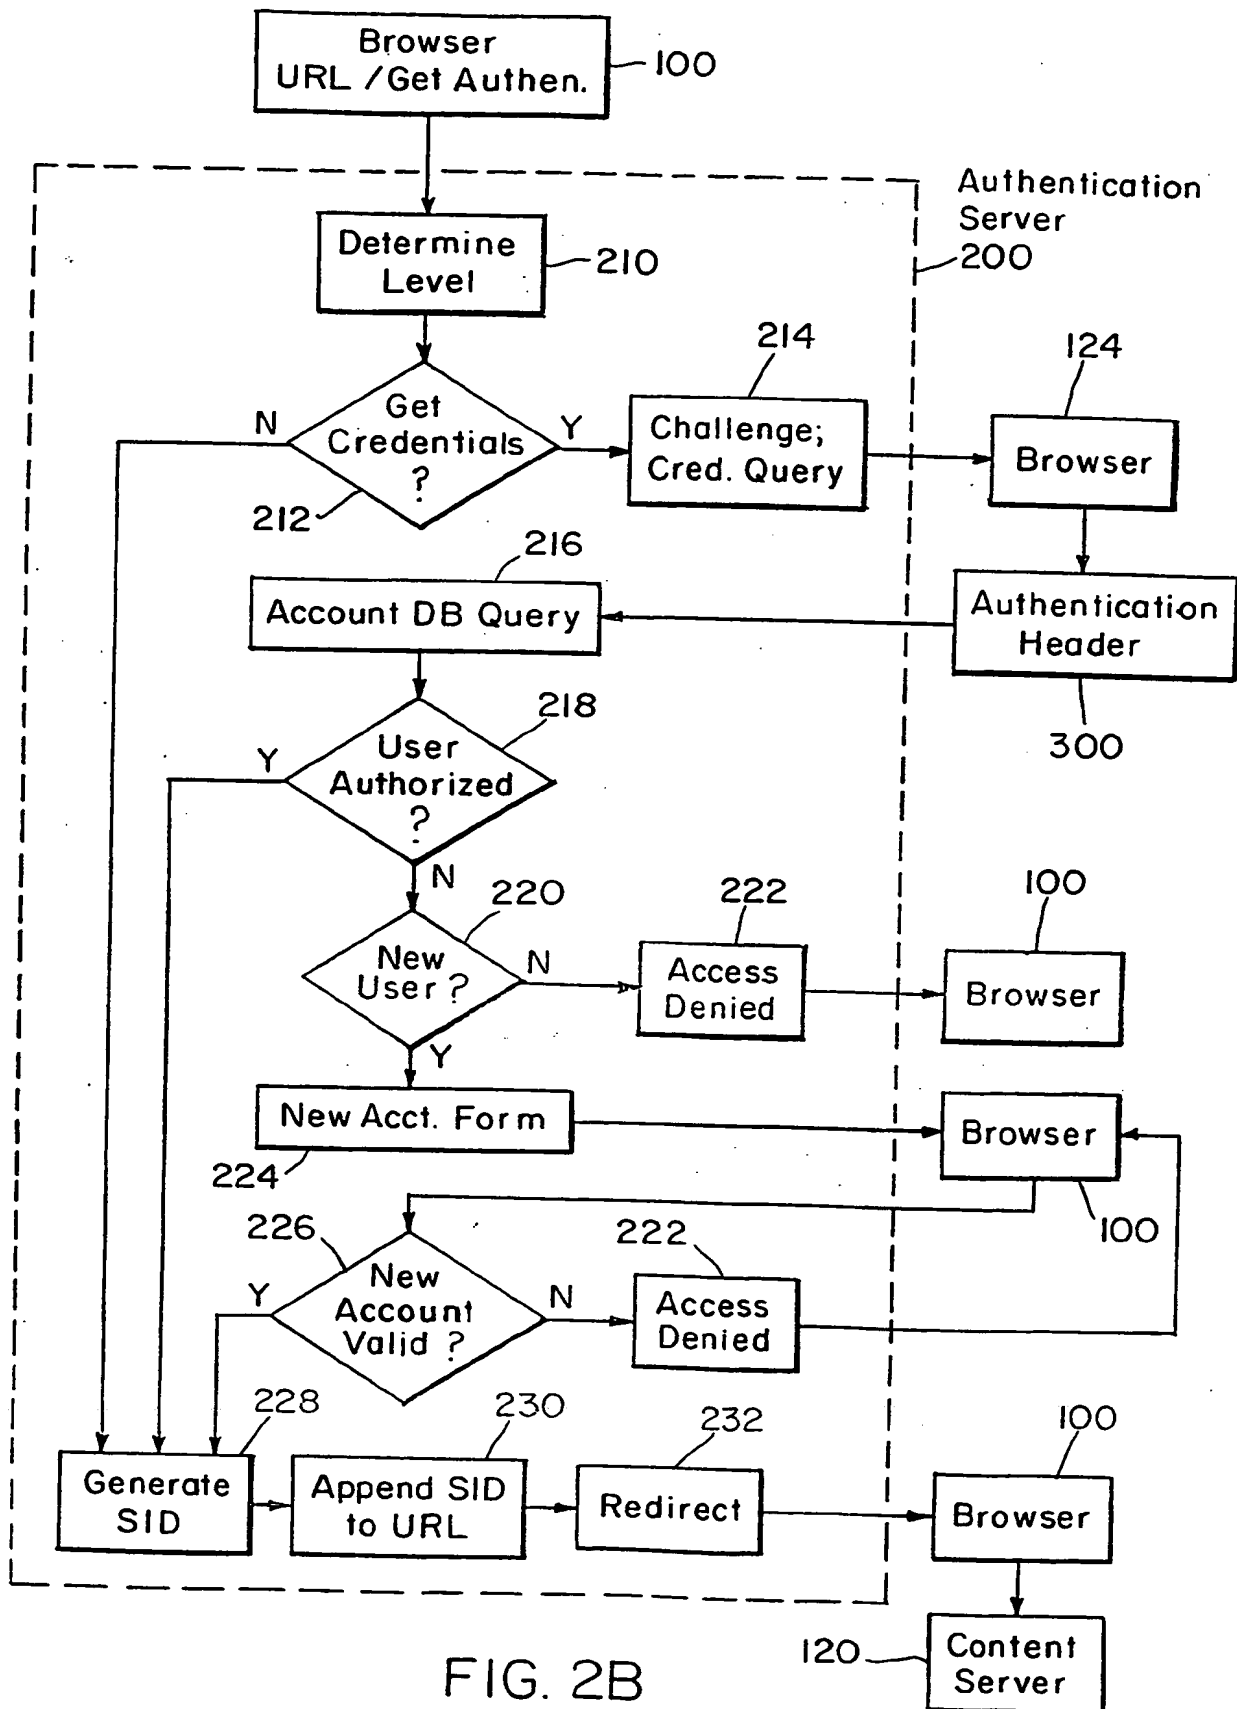 Browser
URL / Get Authen.
100
Authentication
Server
200
Determine
Level
210
214
124
Get
Credentials
?
N
Y
212
Challenge;
Cred. Query
Browser
216
Account DB Query
Authentication
Header
300
218
User
Authorized
?
Y
N
220
222
100
New
User ?
N
Y
Access
Denied
Browser
New Acct. Form
224
Browser
100
226
222
New
Account
Valid ?
Y
N
Access
Denied
228
230
232
100
Generate
SID
Append SID
to URL
Redirect
Browser
120
Content
Server
FIG. 2B